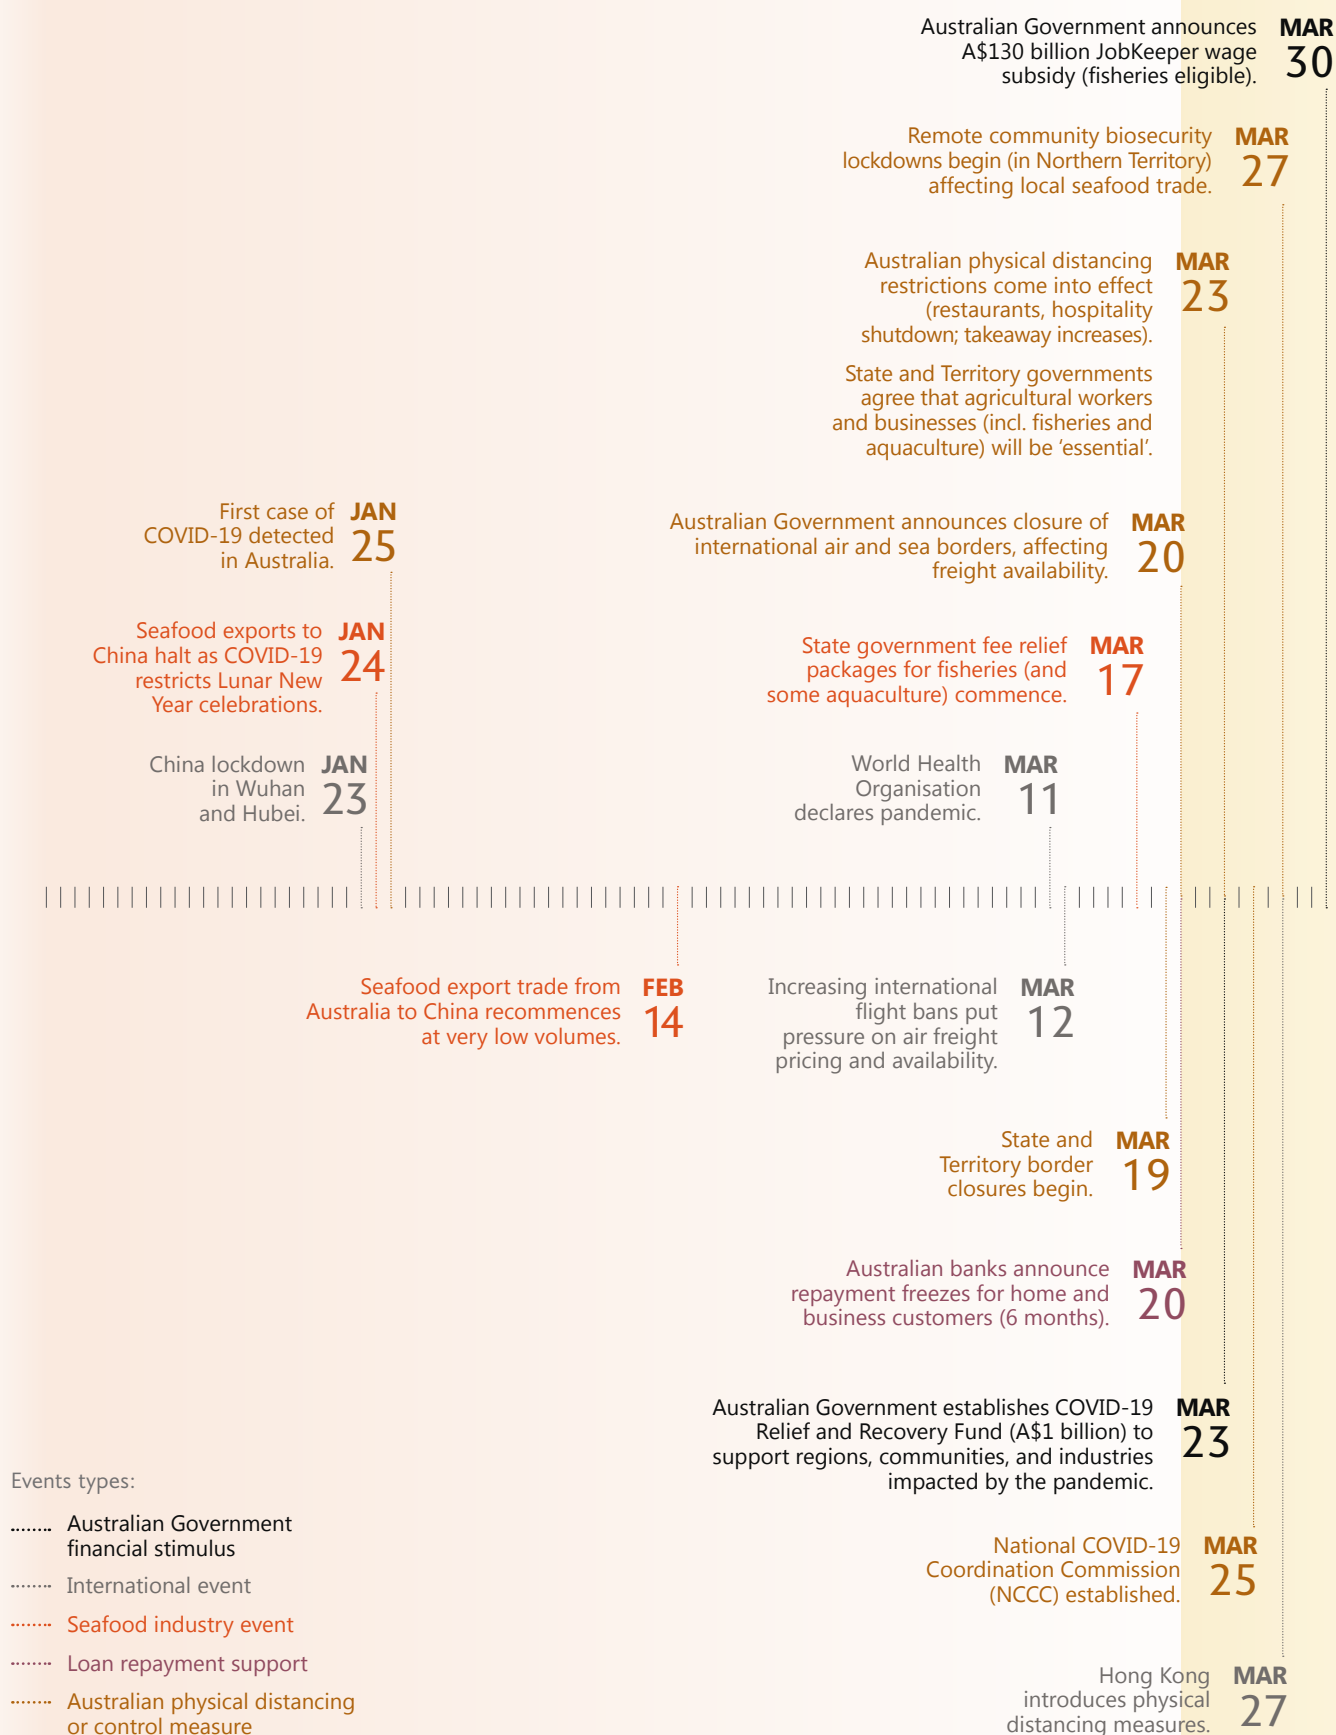 Australian Government announces
A$130 billion JobKeeper wage
subsidy (fisheries eligible).
MAR
30
Remote community biosecurity
lockdowns begin (in Northern Territory)
affecting local seafood trade.
MAR
27
Australian physical distancing
restrictions come into effect
(restaurants, hospitality
shutdown; takeaway increases).
State and Territory governments
agree that agricultural workers
and businesses (incl. fisheries and
aquaculture) will be ‘essential’.
MAR
23
First case of
COVID-19 detected
in Australia.
JAN
25
Australian Government announces closure of
international air and sea borders, affecting
freight availability.
MAR
20
Seafood exports to
China halt as COVID-19
restricts Lunar New
Year celebrations.
JAN
24
State government fee relief
packages for fisheries (and
some aquaculture) commence.
MAR
17
China lockdown
in Wuhan
and Hubei.
JAN
23
World Health
Organisation
declares pandemic.
MAR
11
Seafood export trade from
Australia to China recommences
at very low volumes.
FEB
14
Increasing international
flight bans put
pressure on air freight
pricing and availability.
MAR
12
State and
Territory border
closures begin.
MAR
19
Australian banks announce
repayment freezes for home and
business customers (6 months).
MAR
20
Australian Government establishes COVID-19
Relief and Recovery Fund (A$1 billion) to
support regions, communities, and industries
impacted by the pandemic.
MAR
23
National COVID-19
Coordination Commission
(NCCC) established.
MAR
25
Hong Kong
introduces physical
distancing measures.
MAR
27
Events types:
Australian Government
financial stimulus
International event
Seafood industry event
Loan repayment support
Australian physical distancing
or control measure